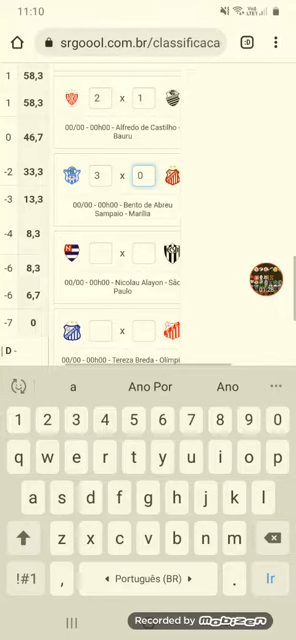 11:10
srgoool.com.br/classificaca
:D
1 58,3
2 x 1
1 58,3
00/00 - 00h00 - Alfredo de Castilho -
Bauru
0 46,7
-2 33,3
3 x 0
-3 13,3
00/00 - 00h00 - Bento de Abreu
Sampaio - Marília
-4 8,3
x
-6 8,3
00/00 - 00h00 - Nicolau Alayon - São
Paulo
-6 6,7
-7 0
x
| D -
00/00 - 00h00 - Tereza Breda - Olímpi
a Ano Por Ano
1 2 3 4 5 6 7 8 9 0
q w e r t y u i o p
a s d f g h j k l
z x c v b n m
!#1 , Português (BR) . Ir
Recorded by Mobizen